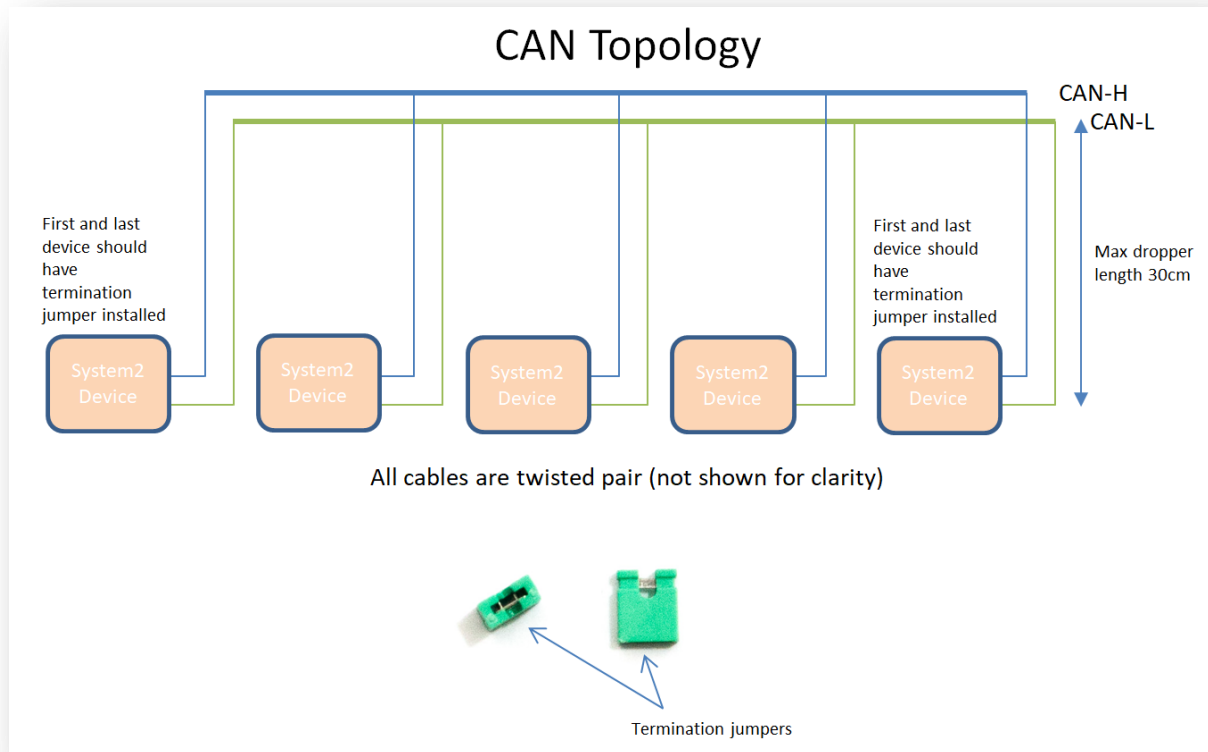 CAN Topology
CAN-H
CAN-L
First and last
device should
have
termination
jumper installed
First and last
device should
have
termination
jumper installed
Max dropper
length 30cm
System2
Device
System2
Device
System2
Device
System2
Device
System2
Device
All cables are twisted pair (not shown for clarity)
Termination jumpers